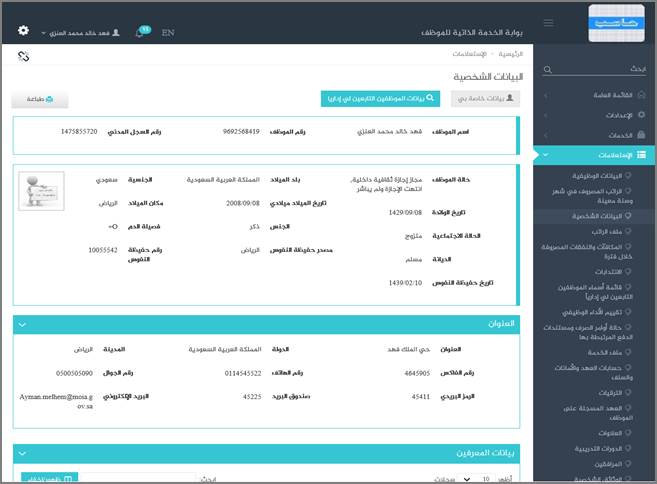 بوابة الخدمة الذاتية للموظف
EN
15
فهد خالد محمد العنزي
حاسب
ابحث
القائمة العامة
الإعدادات
الخدمات
الإستعلامات
البيانات الوظيفية
الراتب المصروف في شهر
وسنة معينة
البيانات الشخصية
ملف الراتب
المكافآت والنفقات المصروفة
خلال فترة
الانتدابات
قائمة أسماء الموظفين
التابعين لي إدارياً
تقييم الأداء الوظيفي
حالة أوامر الصرف ومستندات
الدفع المرتبطة بها
ملف الخدمة
حسابات العهد والأمانات
والسلف
الترقيات
العهد المسجلة على
الموظف
العلاوات
الدورات التدريبية
المرافقين
الوثائق الشخصية
الرئيسية - الإستعلامات
البيانات الشخصية
بيانات خاصة بي
بيانات الموظفين التابعين لي إداريا
طباعة
اسم الموظف فهد خالد محمد العنزي رقم الموظف 9692568419 رقم السجل المدني 1475855720
حالة الموظف مجاز إجازة ثقافية داخلية, انتهت الإجازة ولم يباشر
بلد الميلاد المملكة العربية السعودية
الجنسية سعودي
تاريخ الولادة 1429/09/08
تاريخ الميلاد ميلادي 2008/09/08
مكان الميلاد الرياض
الحالة الاجتماعية متزوج
الجنس ذكر
فصيلة الدم O+
الديانة مسلم
مصدر حفيظة النفوس الرياض
رقم حفيظة النفوس 10055542
تاريخ حفيظة النفوس 1439/02/10
العنوان
العنوان حي الملك فهد الدولة المملكة العربية السعودية المدينة الرياض
رقم الفاكس 4645905 رقم الهاتف 0114545522 رقم الجوال 0500505090
الرمز البريدي 45411 صندوق البريد 45225 البريد الإلكتروني Ayman.melhem@mosa.gov.sa
بيانات المعرفين
أظهر 10 سجلات
ابحث: